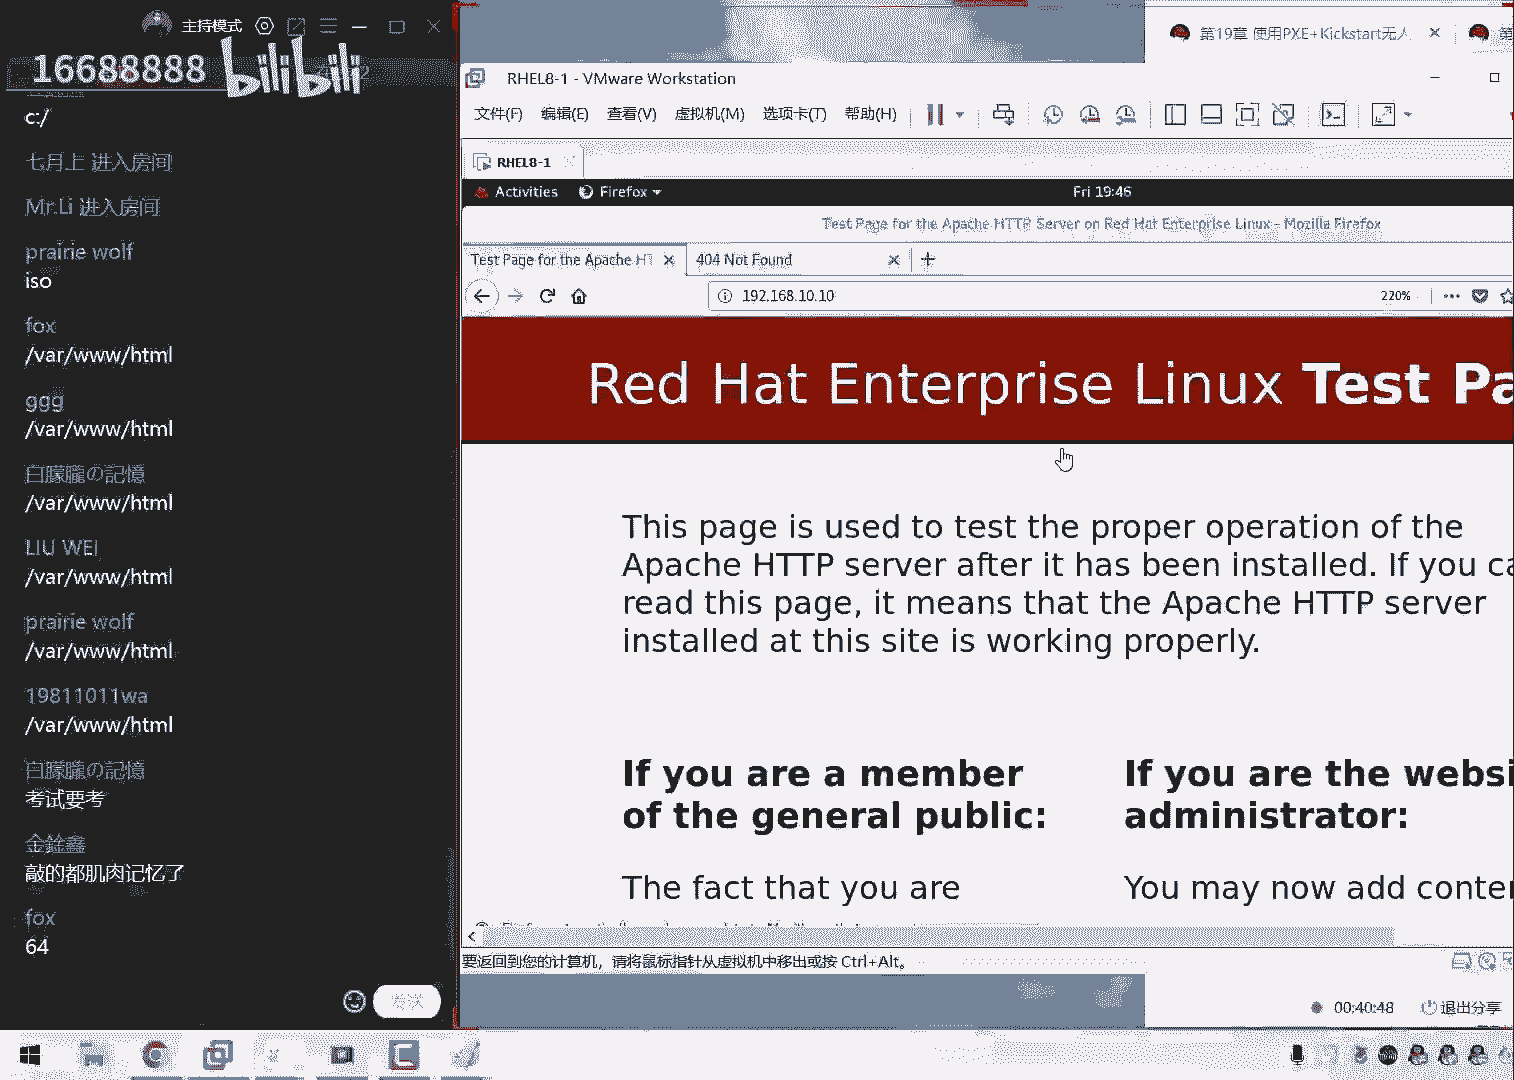 主持模式
16688888
bilibili
c:/
七月上 进入房间
Mr.Li 进入房间
prairie wolf
iso
fox
/var/www/html
ggg
/var/www/html
白朦朧の記憶
/var/www/html
LIU WEI
/var/www/html
prairie wolf
/var/www/html
19811011wa
/var/www/html
白朦朧の記憶
考试要考
金銓鑫
敲的都肌肉记忆了
fox
64
发送
第19章 使用PXE+Kickstart无人
第
RHEL8-1 - VMware Workstation
文件(F) 编辑(E) 查看(V) 虚拟机(M) 选项卡(T) 帮助(H)
RHEL8-1
Activities Firefox Fri 19:46
Test Page for the Apache HTTP Server on Red Hat Enterprise Linux - Mozilla Firefox
Test Page for the Apache HT 404 Not Found
192.168.10.10 220%
Red Hat Enterprise Linux Test Pa
This page is used to test the proper operation of the
Apache HTTP server after it has been installed. If you ca
read this page, it means that the Apache HTTP server
installed at this site is working properly.
If you are a member
of the general public:
The fact that you are
If you are the websi
administrator:
You may now add conter
要返回到您的计算机，请将鼠标指针从虚拟机中移出或按 Ctrl+Alt。
00:40:48 退出分享